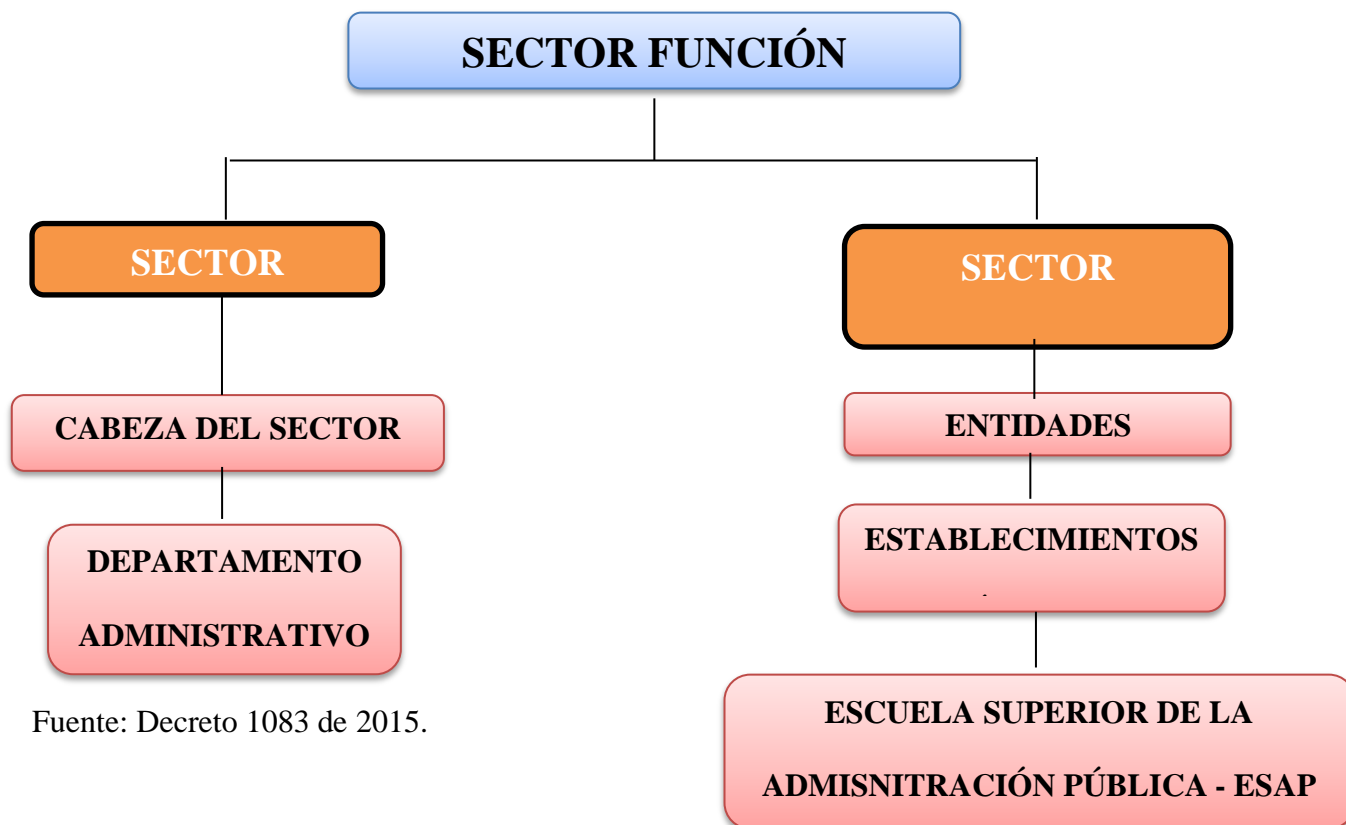 SECTOR FUNCIÓN
SECTOR
SECTOR
CABEZA DEL SECTOR
ENTIDADES
DEPARTAMENTO
ADMINISTRATIVO
ESTABLECIMIENTOS
Fuente: Decreto 1083 de 2015.
ESCUELA SUPERIOR DE LA
ADMISNITRACIÓN PÚBLICA - ESAP